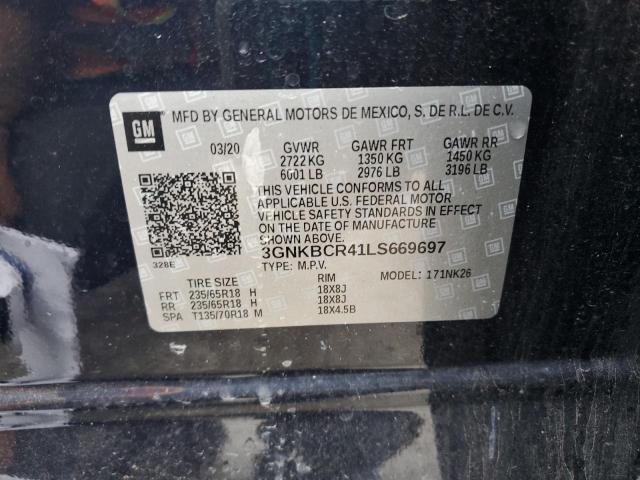 GM
MFD BY GENERAL MOTORS DE MEXICO, S. DE R.L. DE C.V.
03/20 GVWR GAWR FRT GAWR RR
2722 KG 1350 KG 1450 KG
6001 LB 2976 LB 3196 LB
THIS VEHICLE CONFORMS TO ALL
APPLICABLE U.S. FEDERAL MOTOR
VEHICLE SAFETY STANDARDS IN EFFECT
ON THE DATE OF MANUFACTURE
SHOWN ABOVE.
328E 3GNKBCR41LS669697
TYPE: M.P.V. MODEL: 171NK26
TIRE SIZE RIM
FRT 235/65R18 H 18X8J
RR 235/65R18 H 18X8J
SPA T135/70R18 M 18X4.5B